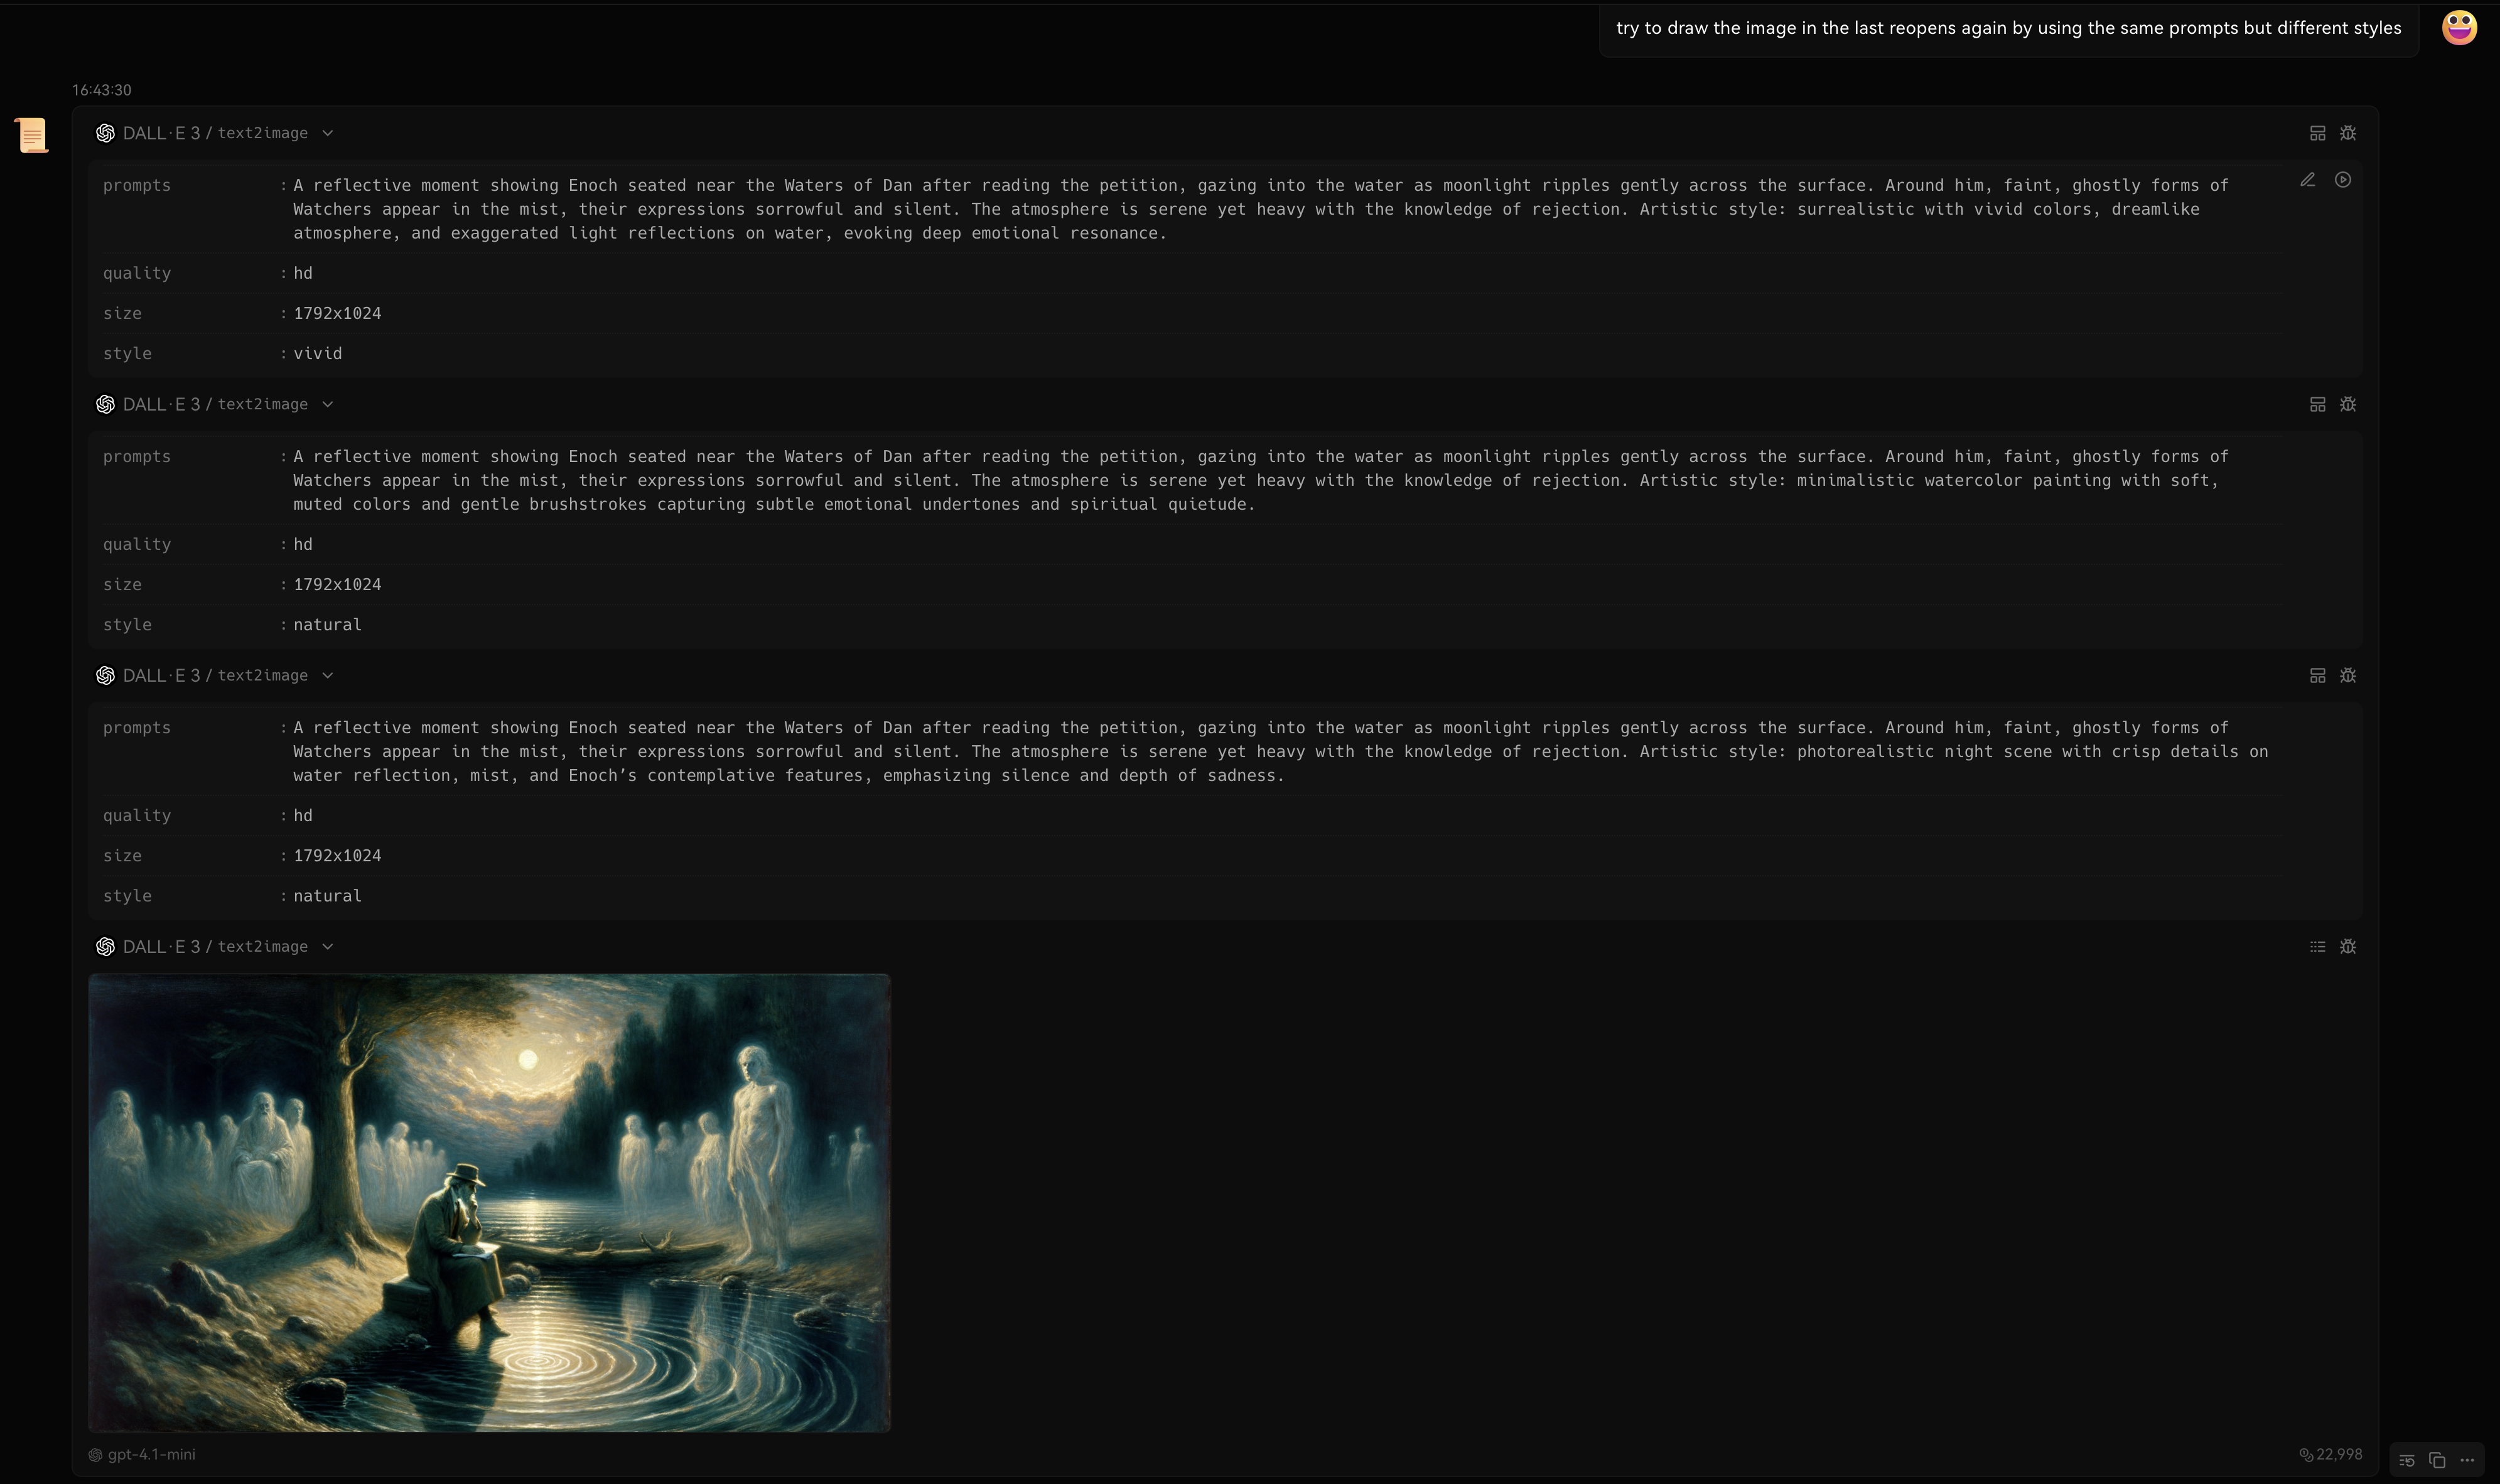 try to draw the image in the last reopens again by using the same prompts but different styles
16:43:30
DALL·E 3 / text2image
prompts : A reflective moment showing Enoch seated near the Waters of Dan after reading the petition, gazing into the water as moonlight ripples gently across the surface. Around him, faint, ghostly forms of
Watchers appear in the mist, their expressions sorrowful and silent. The atmosphere is serene yet heavy with the knowledge of rejection. Artistic style: surrealistic with vivid colors, dreamlike
atmosphere, and exaggerated light reflections on water, evoking deep emotional resonance.
quality : hd
size : 1792x1024
style : vivid
DALL·E 3 / text2image
prompts : A reflective moment showing Enoch seated near the Waters of Dan after reading the petition, gazing into the water as moonlight ripples gently across the surface. Around him, faint, ghostly forms of
Watchers appear in the mist, their expressions sorrowful and silent. The atmosphere is serene yet heavy with the knowledge of rejection. Artistic style: minimalistic watercolor painting with soft,
muted colors and gentle brushstrokes capturing subtle emotional undertones and spiritual quietude.
quality : hd
size : 1792x1024
style : natural
DALL·E 3 / text2image
prompts : A reflective moment showing Enoch seated near the Waters of Dan after reading the petition, gazing into the water as moonlight ripples gently across the surface. Around him, faint, ghostly forms of
Watchers appear in the mist, their expressions sorrowful and silent. The atmosphere is serene yet heavy with the knowledge of rejection. Artistic style: photorealistic night scene with crisp details on
water reflection, mist, and Enoch’s contemplative features, emphasizing silence and depth of sadness.
quality : hd
size : 1792x1024
style : natural
DALL·E 3 / text2image
gpt-4.1-mini
22,998